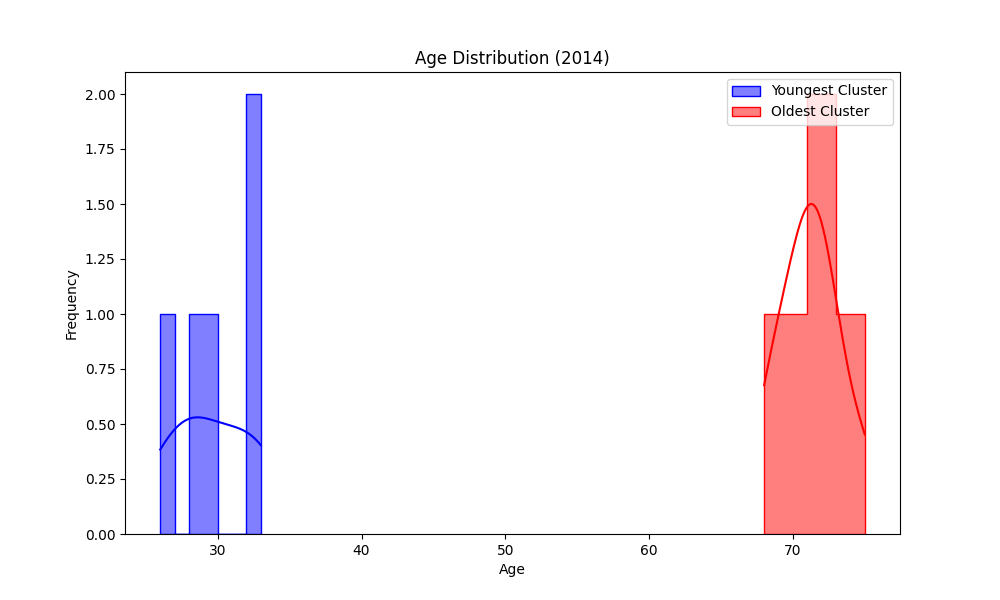 Age Distribution (2014)
Youngest Cluster
Oldest Cluster
Frequency
2.00
1.75
1.50
1.25
1.00
0.75
0.50
0.25
0.00
30 40 50 60 70
Age